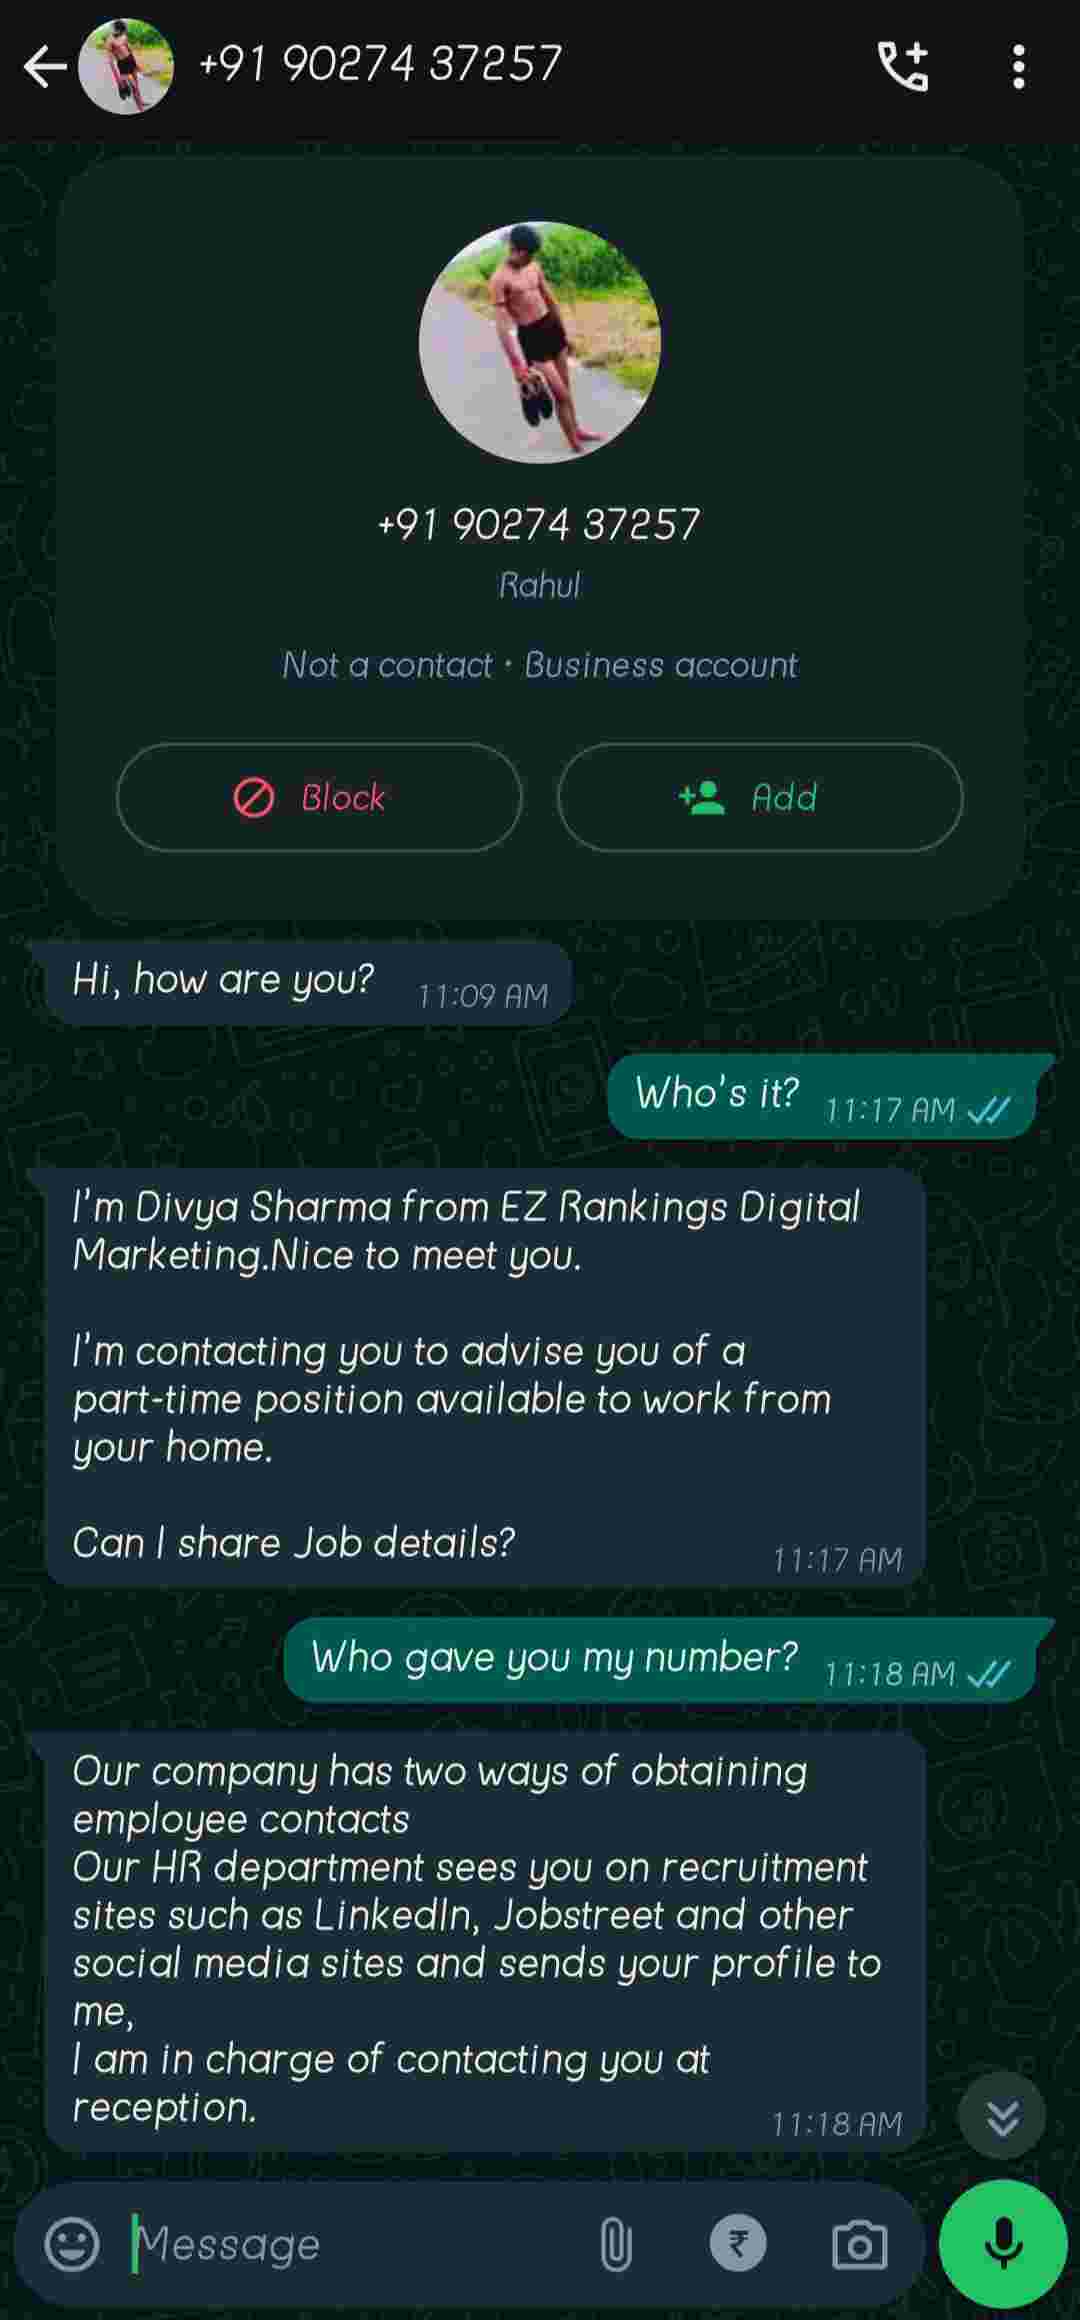 +91 90274 37257
+91 90274 37257
Rahul
Not a contact • Business account
Block
Add
Hi, how are you? 11:09 AM
Who's it? 11:17 AM
I'm Divya Sharma from EZ Rankings Digital
Marketing.Nice to meet you.
I'm contacting you to advise you of a
part-time position available to work from
your home.
Can I share Job details?
11:17 AM
Who gave you my number? 11:18 AM
Our company has two ways of obtaining
employee contacts
Our HR department sees you on recruitment
sites such as LinkedIn, Jobstreet and other
social media sites and sends your profile to
me,
I am in charge of contacting you at
reception.
11:18 AM
Message
₹